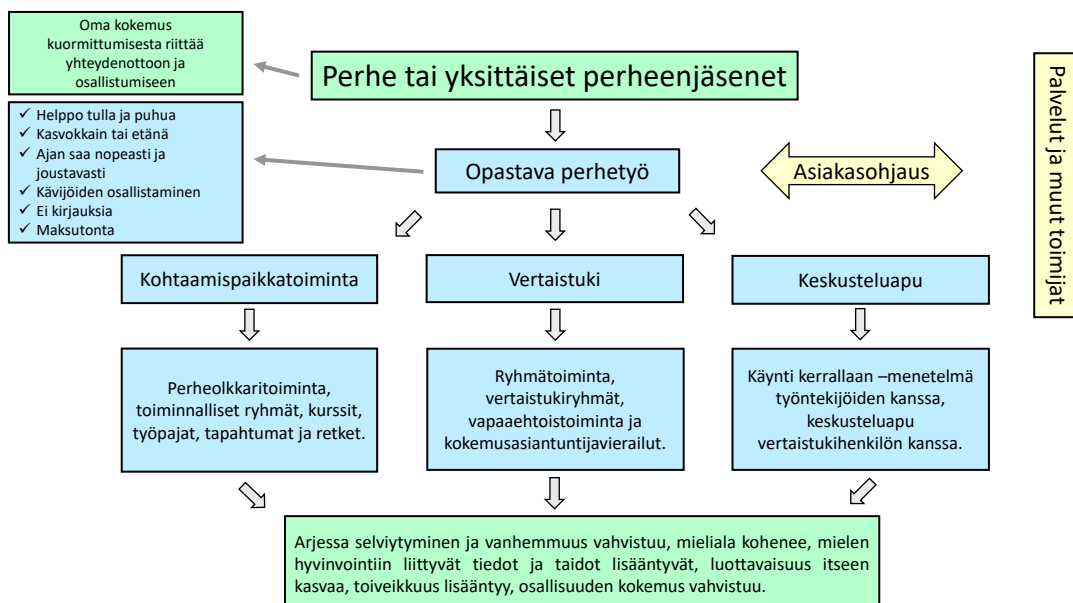 Oma kokemus
kuormittumisesta riittää
yhteydenottoon ja
osallistumiseen
Perhe tai yksittäiset perheenjäsenet
✓ Helppo tulla ja puhua
✓ Kasvokkain tai etänä
✓ Ajan saa nopeasti ja
joustavasti
✓ Kävijöiden osallistaminen
✓ Ei kirjauksia
✓ Maksutonta
Opastava perhetyö
Asiakasohjaus
Palvelut ja muut toimijat
Kohtaamispaikkatoiminta
Vertaistuki
Keskusteluapu
Perheolkkaritoiminta,
toiminnalliset ryhmät, kurssit,
työpajat, tapahtumat ja retket.
Ryhmätoiminta,
vertaistukiryhmät,
vapaaehtoistoiminta ja
kokemusasiantuntijavierailut.
Käynti kerrallaan –menetelmä
työntekijöiden kanssa,
keskusteluapu
vertaistukihenkilön kanssa.
Arjessa selviytyminen ja vanhemmuus vahvistuu, mieliala kohenee, mielen
hyvinvointiin liittyvät tiedot ja taidot lisääntyvät, luottavaisuus itseen
kasvaa, toiveikkuus lisääntyy, osallisuuden kokemus vahvistuu.